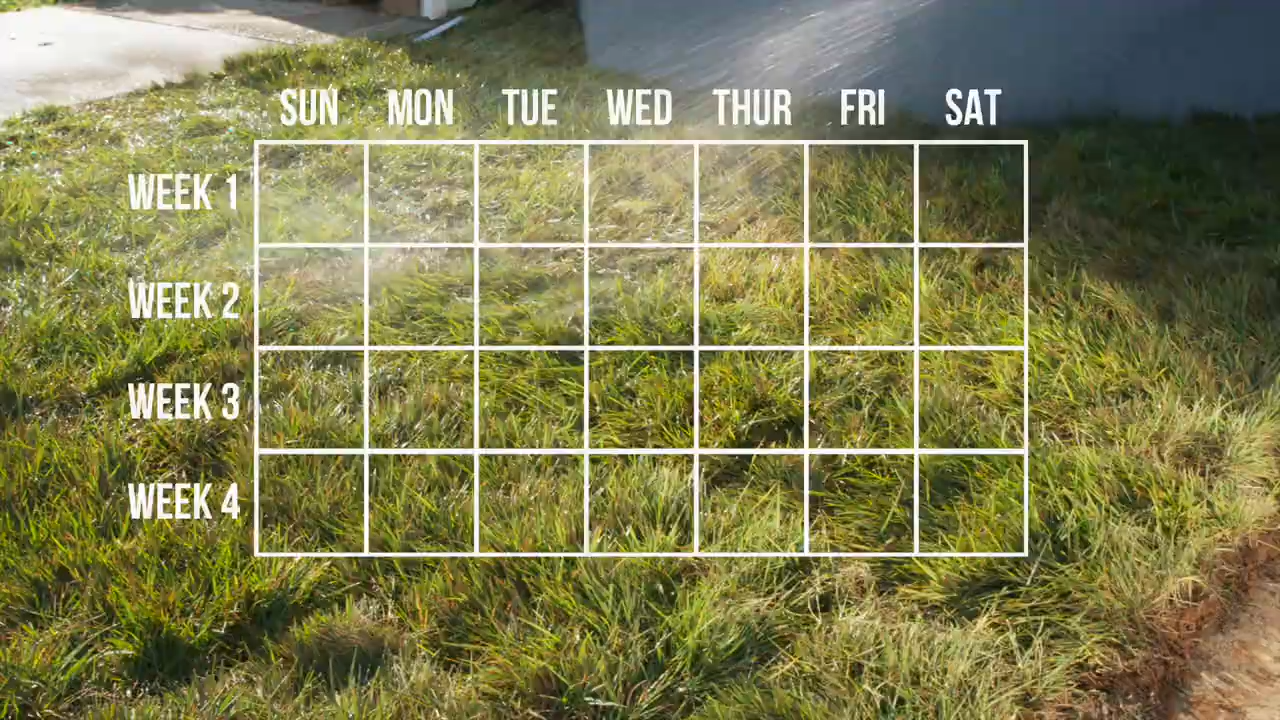 SUN MON TUE WED THUR FRI SAT
WEEK 1
WEEK 2
WEEK 3
WEEK 4